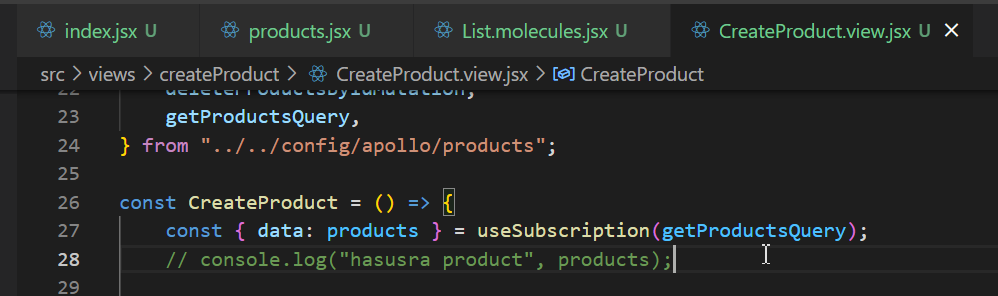 index.jsx U products.jsx U List.molecules.jsx U CreateProduct.view.jsx U
src > views > createProduct > CreateProduct.view.jsx > CreateProduct
22 deleteProductsByIdMutation,
23 getProductsQuery,
24 } from "../../config/apollo/products";
25
26 const CreateProduct = () => {
27 const { data: products } = useSubscription(getProductsQuery);
28 // console.log("hasusra product", products);
29